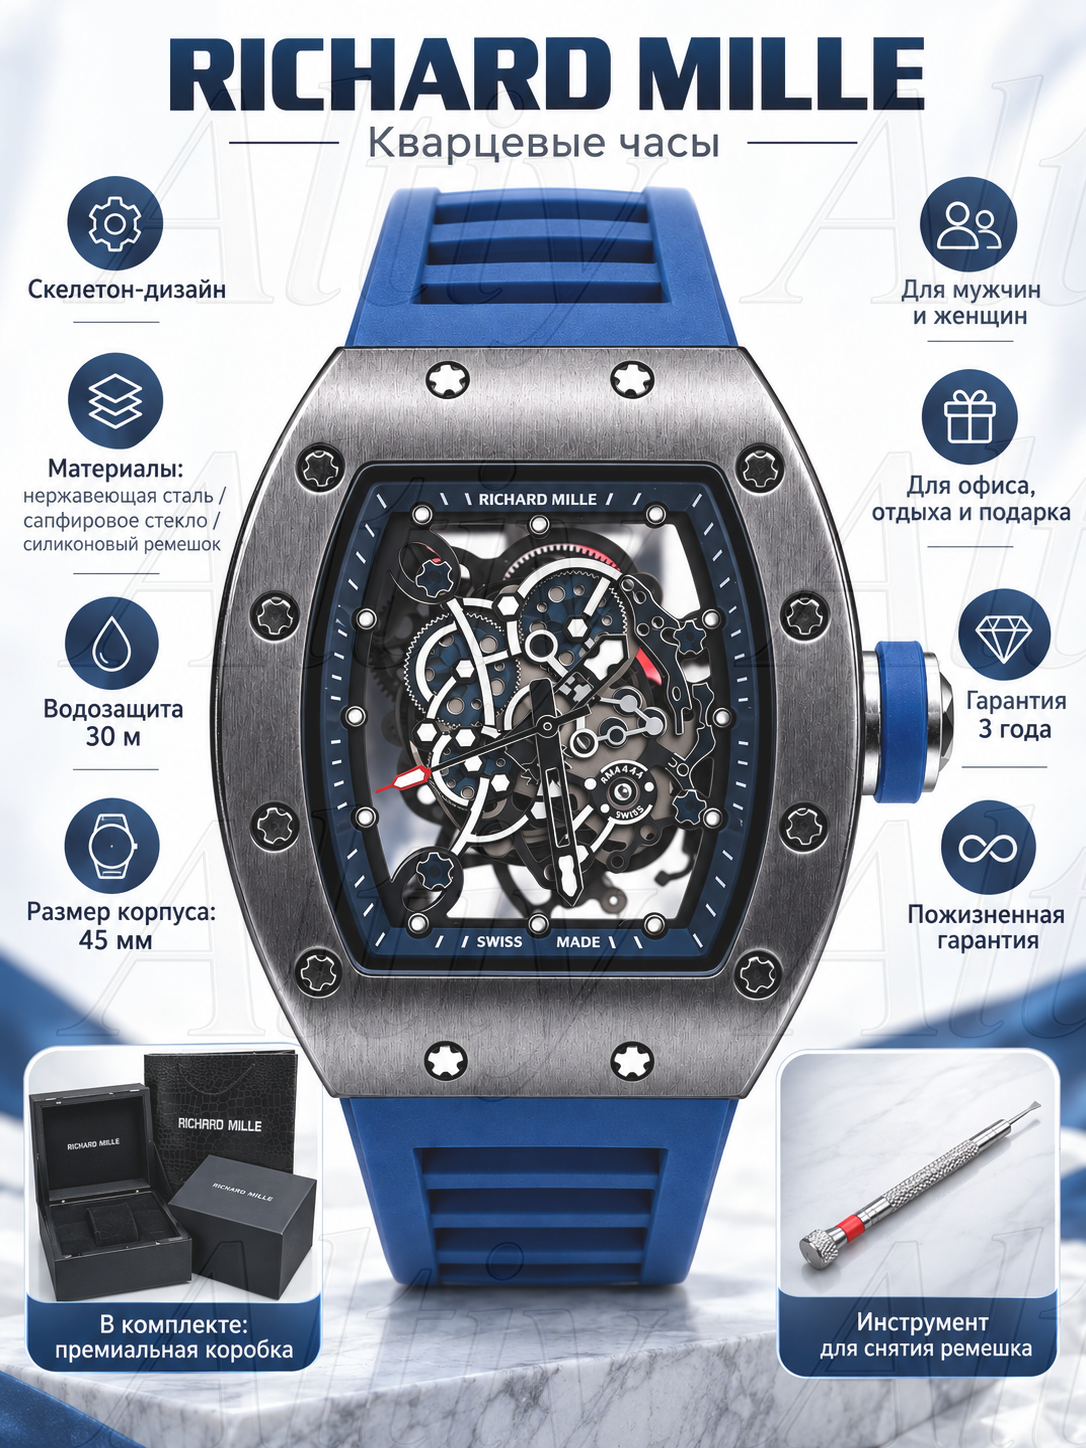 RICHARD MILLE
Кварцевые часы
Скелетон-дизайн
Для мужчин
и женщин
Материалы:
нержавеющая сталь /
сапфировое стекло /
силиконовый ремешок
Для офиса,
отдыха и подарка
Водозащита
30 м
Гарантия
3 года
Размер корпуса:
45 мм
Пожизненная
гарантия
RICHARD MILLE
RMA444
SWISS
SWISS MADE
RICHARD MILLE
RICHARD MILLE
RICHARD MILLE
В комплекте:
премиальная коробка
Инструмент
для снятия ремешка
Altiy